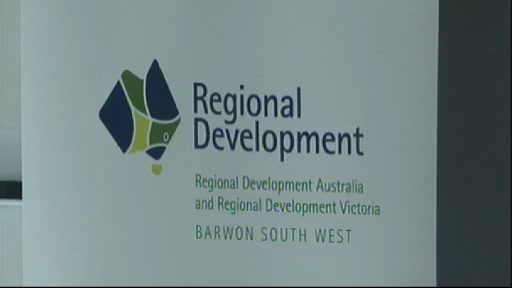 Regional
Development
Regional Development Australia
and Regional Development Victoria
BARWON SOUTH WEST